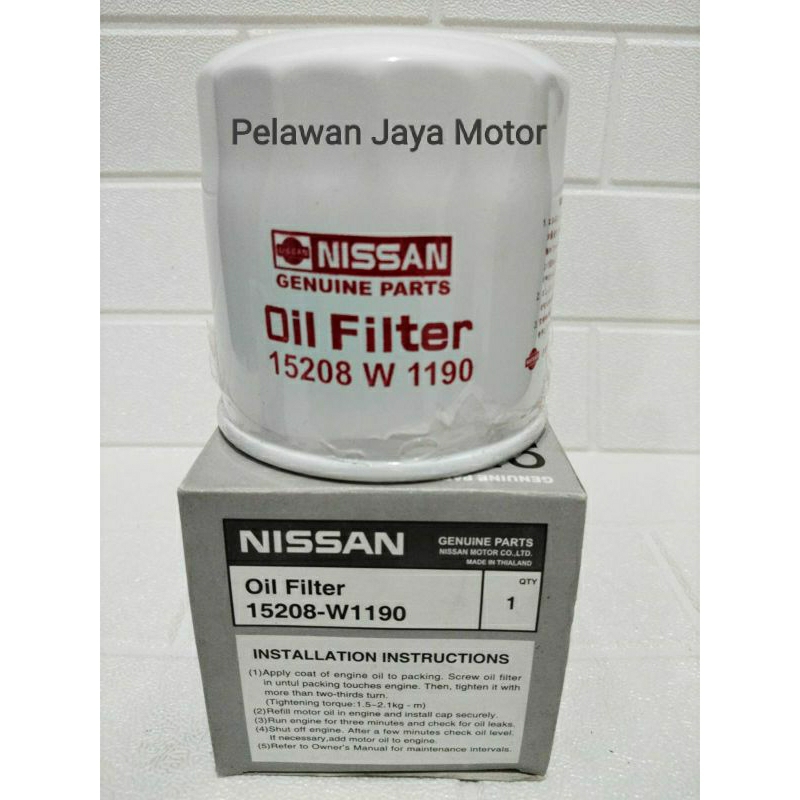 Pelawan Jaya Motor
NISSAN
NISSAN
GENUINE PARTS
Oil Filter
15208 W 1190
NISSAN
GENUINE PARTS
NISSAN MOTOR CO.,LTD.
MADE IN THIALAND
Oil Filter
15208-W1190
QTY
1
INSTALLATION INSTRUCTIONS
(1)Apply coat of engine oil to packing. Screw oil filter
in untul packing touches engine. Then, tighten it with
more than two-thirds turn.
(Tightening torque:1.5~2.1kg - m)
(2)Refill motor oil in engine and install cap securely.
(3)Run engine for three minutes and check for oil leaks.
(4)Shut off engine. After a few minutes check oil level.
If necessary,add motor oil to engine.
(5)Refer to Owner's Manual for maintenance intervals.